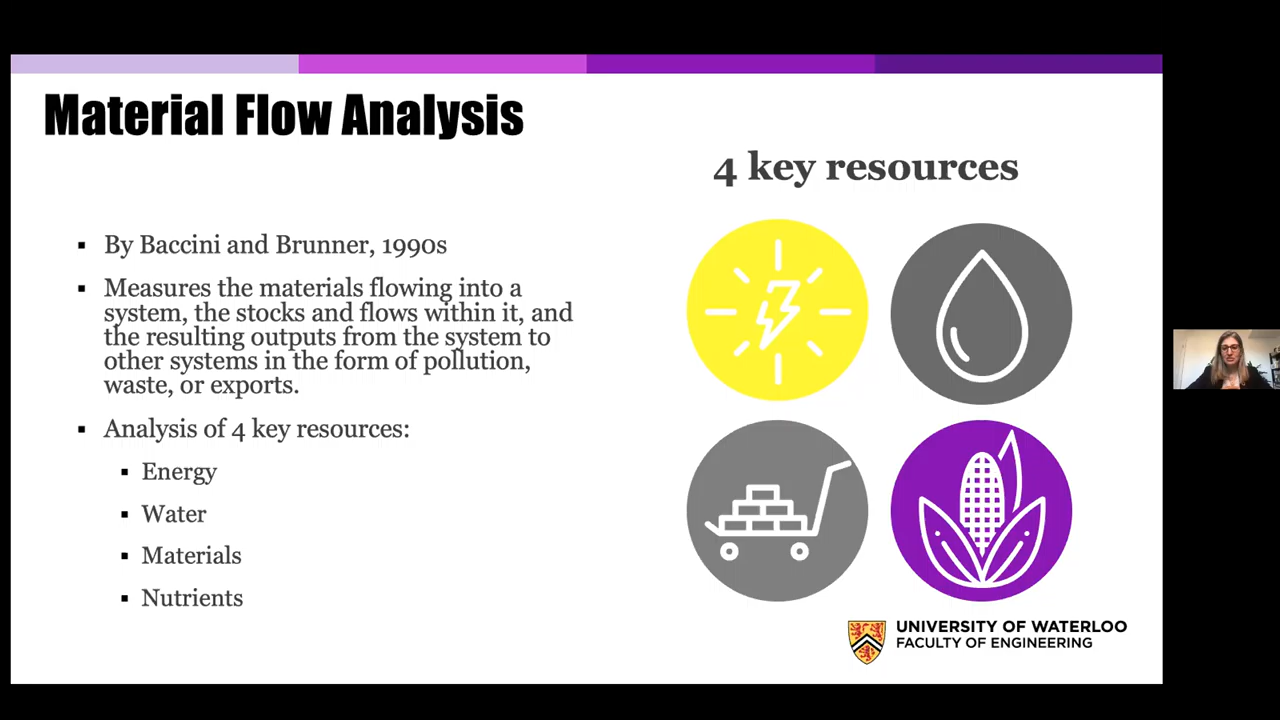 Material Flow Analysis
4 key resources
▪ By Baccini and Brunner, 1990s
▪ Measures the materials flowing into a
system, the stocks and flows within it, and
the resulting outputs from the system to
other systems in the form of pollution,
waste, or exports.
▪ Analysis of 4 key resources:
▪ Energy
▪ Water
▪ Materials
▪ Nutrients
UNIVERSITY OF WATERLOO
FACULTY OF ENGINEERING